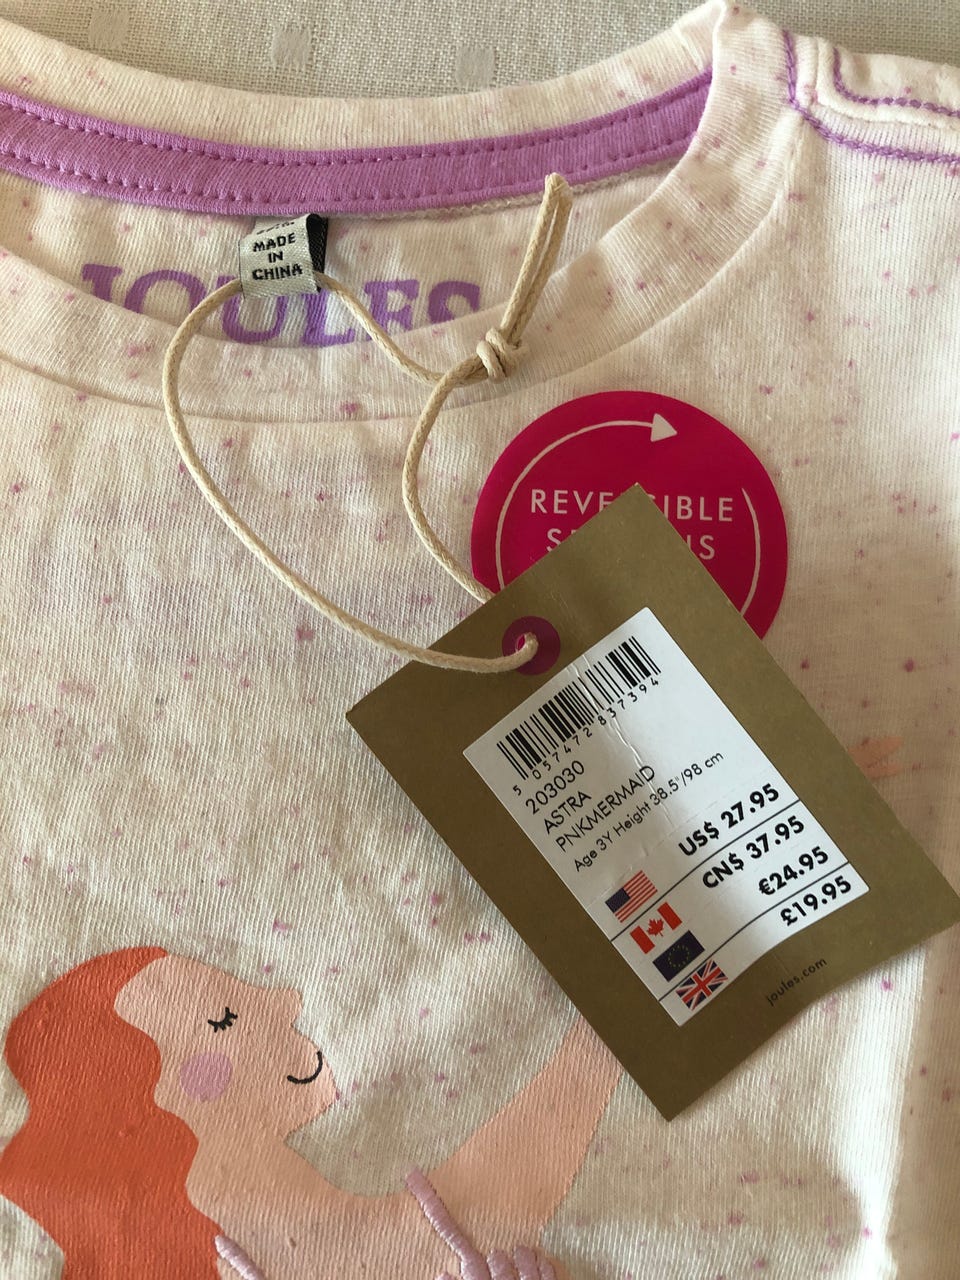 MADE
IN
CHINA
JOULES
5 057472 837394
203030
ASTRA
PNKMERMAID
Age 3Y Height 38.5"/98 cm
US$ 27.95
CN$ 37.95
€24.95
£19.95
joules.com